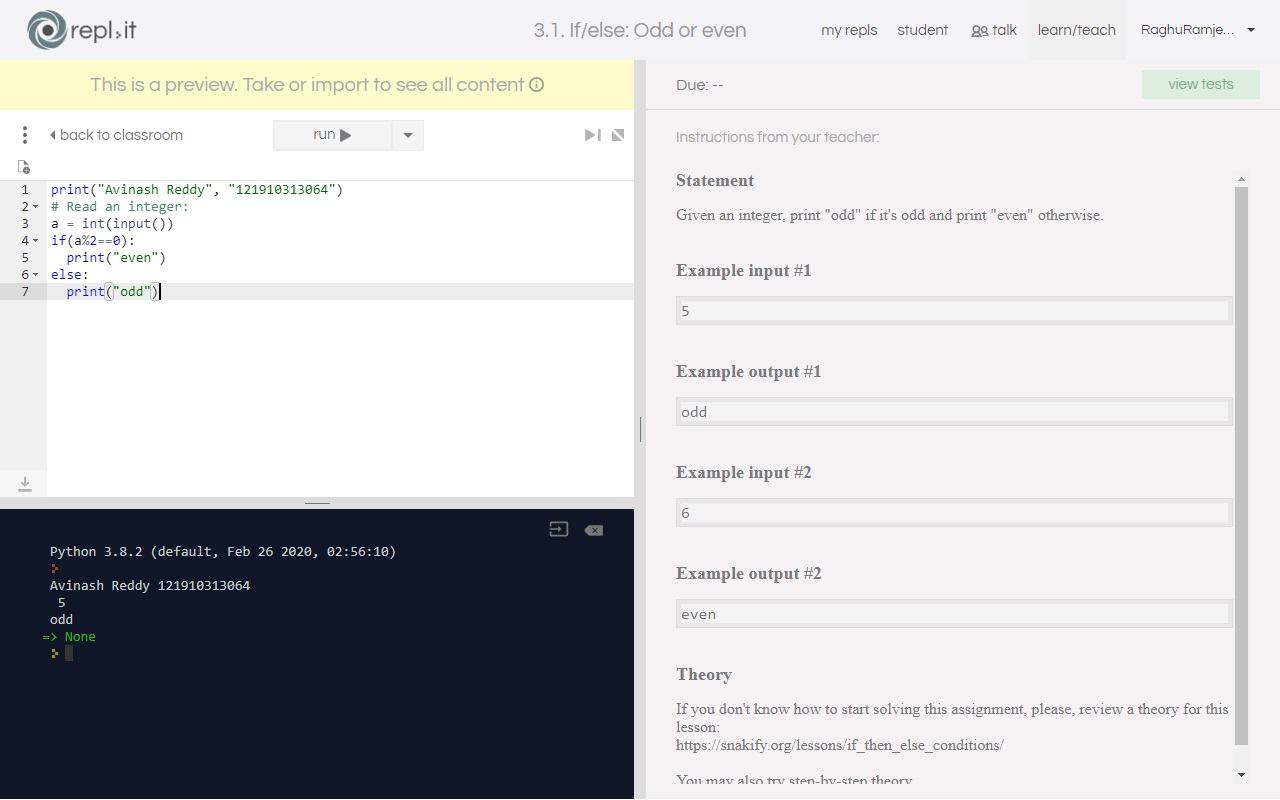 repl.it
3.1. If/else: Odd or even
my repls student talk learn/teach RaghuRamje...
This is a preview. Take or import to see all content
back to classroom
run
1 print("Avinash Reddy", "121910313064")
2 # Read an integer:
3 a = int(input())
4 if(a%2==0):
5 print("even")
6 else:
7 print("odd")
Python 3.8.2 (default, Feb 26 2020, 02:56:10)
Avinash Reddy 121910313064
5
odd
=> None
Due: --
view tests
Instructions from your teacher:
Statement
Given an integer, print "odd" if it's odd and print "even" otherwise.
Example input #1
5
Example output #1
odd
Example input #2
6
Example output #2
even
Theory
If you don't know how to start solving this assignment, please, review a theory for this
lesson:
https://snakify.org/lessons/if_then_else_conditions/
You may also try step-by-step theory